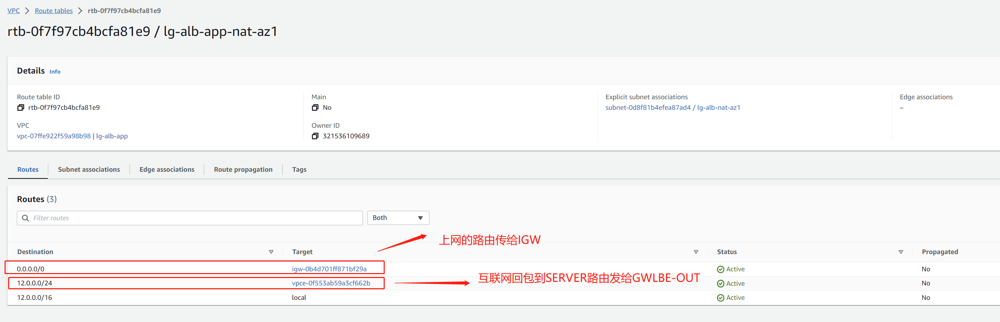 VPC > Route tables > rtb-0f7f97cb4bcfa81e9
rtb-0f7f97cb4bcfa81e9 / lg-alb-app-nat-az1
Details Info
Route table ID
rtb-0f7f97cb4bcfa81e9
Main
No
Explicit subnet associations
subnet-0d8f81b4efea87ad4 / lg-alb-nat-az1
Edge associations
–
VPC
vpc-07ffe922f59a98b98 | lg-alb-app
Owner ID
321536109689
Routes Subnet associations Edge associations Route propagation Tags
Routes (3)
Filter routes Both
上网的路由传给IGW
Destination Target Status Propagated
0.0.0.0/0 igw-0b4d701ff871bf29a Active No
互联网回包到SERVER路由发给GWLBE-OUT
12.0.0.0/24 vpce-0f553ab59a3cf662b Active No
12.0.0.0/16 local Active No